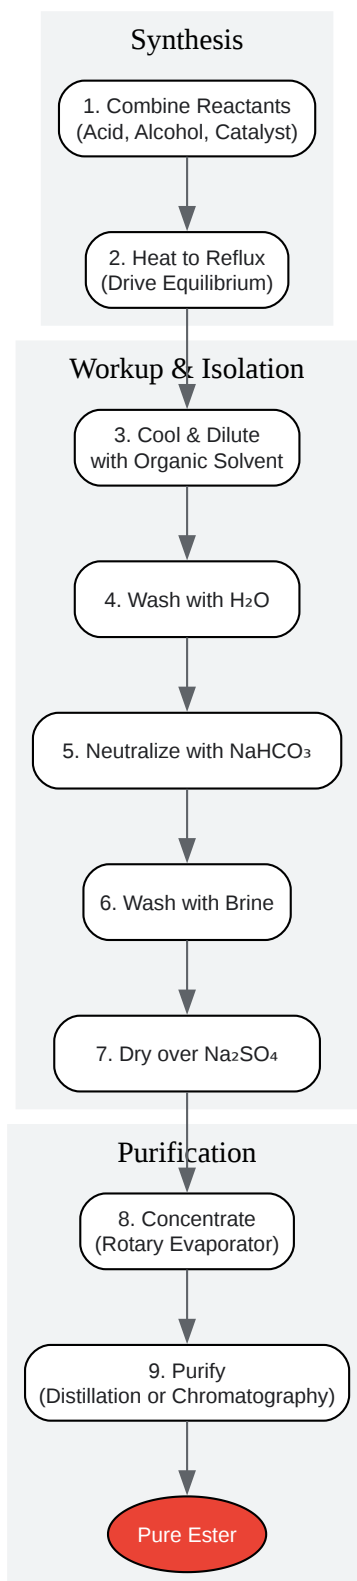 Synthesis
1. Combine Reactants
(Acid, Alcohol, Catalyst)
2. Heat to Reflux
(Drive Equilibrium)
Workup & Isolation
3. Cool & Dilute
with Organic Solvent
4. Wash with H₂O
5. Neutralize with NaHCO₃
6. Wash with Brine
7. Dry over Na₂SO₄
Purification
8. Concentrate
(Rotary Evaporator)
9. Purify
(Distillation or Chromatography)
Pure Ester